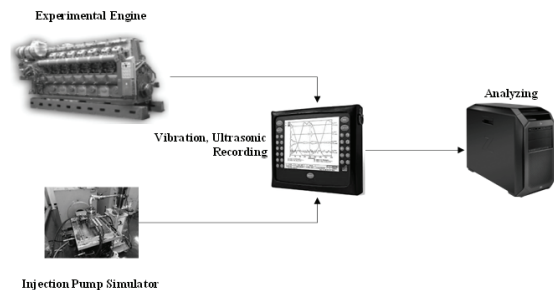 Experimental Engine
Analyzing
Vibration, Ultrasonic
Recording
Injection Pump Simulator